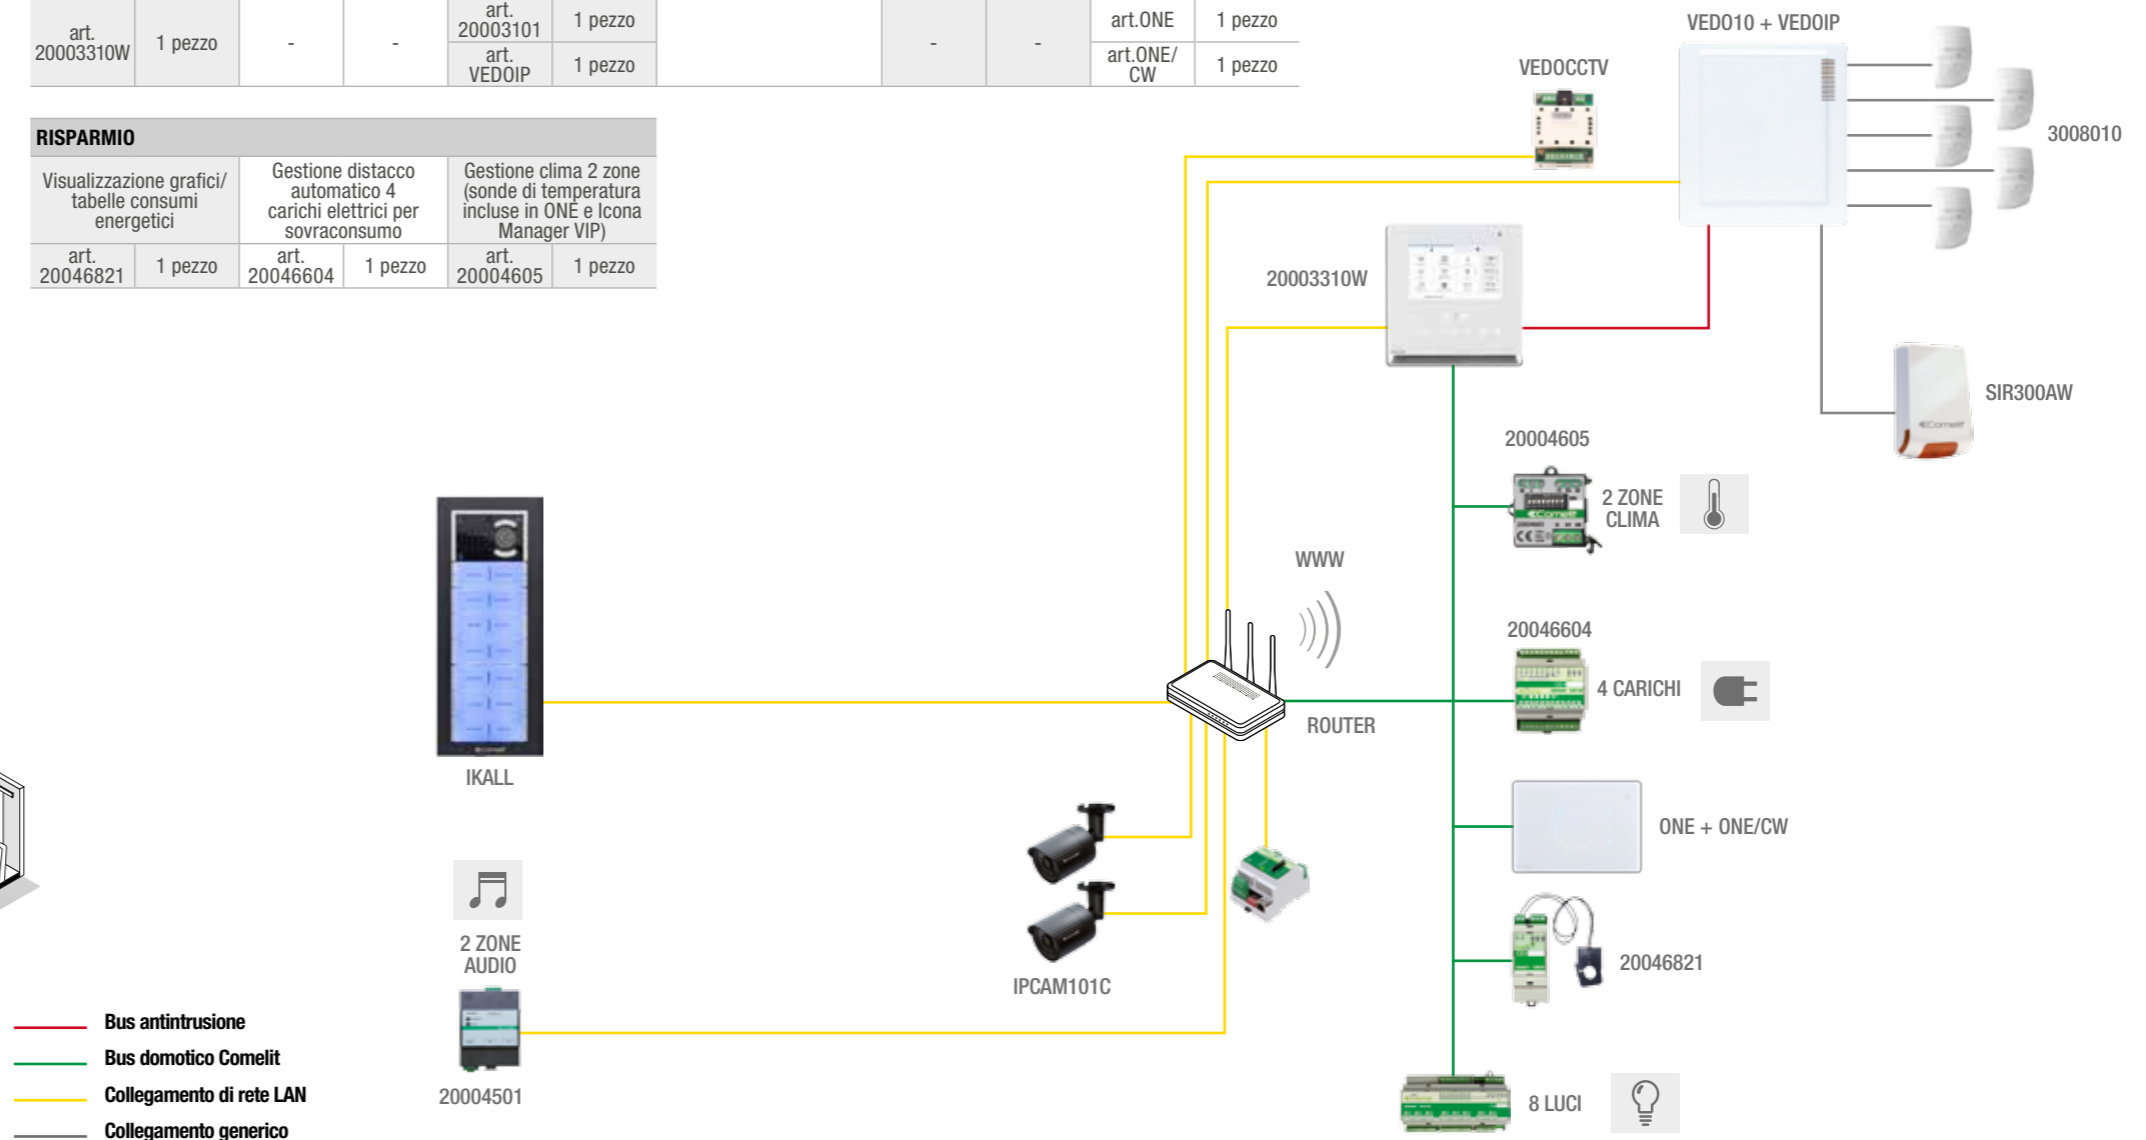 art.
20003310W
1 pezzo
-
-
art.
20003101
1 pezzo
art.
VEDOIP
1 pezzo
-
-
art.ONE
1 pezzo
art.ONE/
CW
1 pezzo
RISPARMIO
Visualizzazione grafici/
tabelle consumi
energetici
Gestione distacco
automatico 4
carichi elettrici per
sovraconsumo
Gestione clima 2 zone
(sonde di temperatura
incluse in ONE e Icona
Manager VIP)
art.
20046821
1 pezzo
art.
20046604
1 pezzo
art.
20004605
1 pezzo
VEDO10 + VEDOIP
VEDOCCTV
3008010
20003310W
SIR300AW
Comelit
20004605
Comelit
2 ZONE
CLIMA
WWW
20046604
4 CARICHI
ROUTER
IKALL
ONE + ONE/CW
2 ZONE
AUDIO
20046821
IPCAM101C
20004501
8 LUCI
Bus antintrusione
Bus domotico Comelit
Collegamento di rete LAN
Collegamento generico